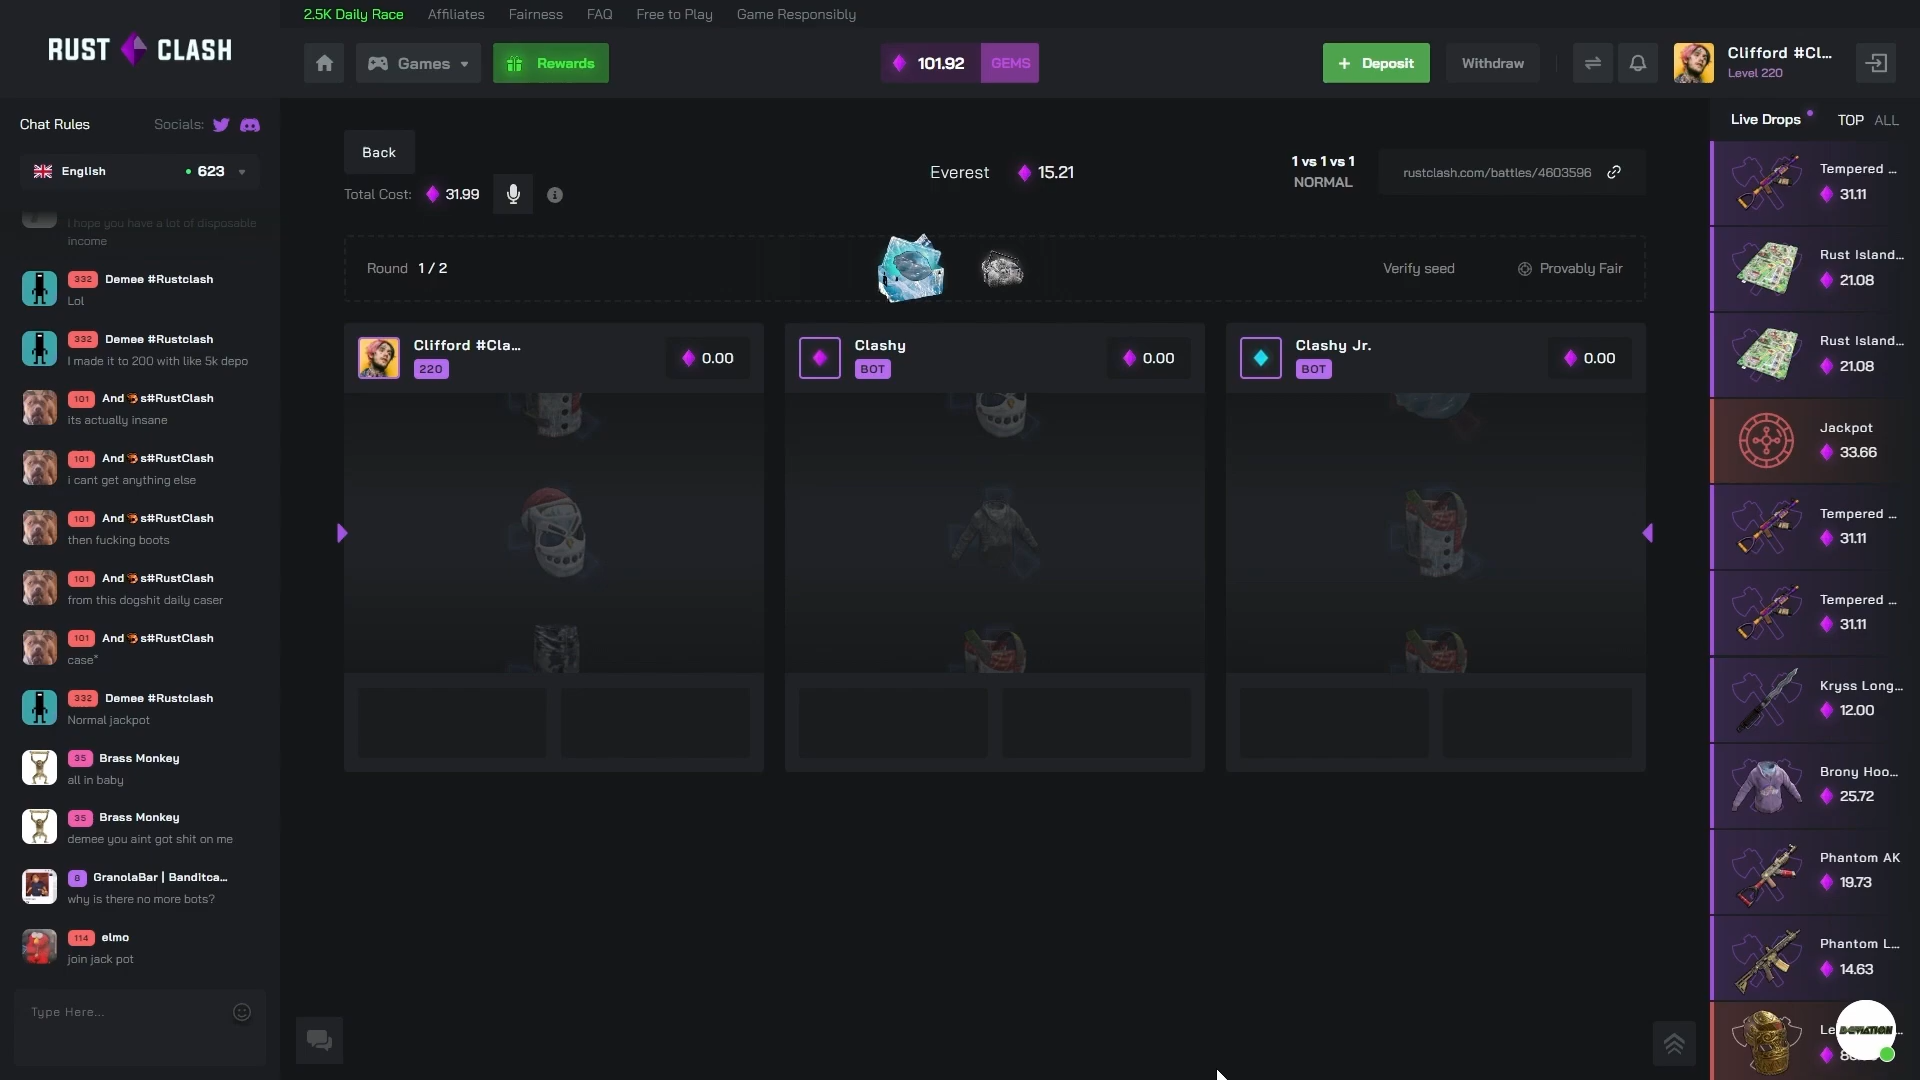 2.5K Daily Race
Affiliates
Fairness
FAQ
Free to Play
Game Responsibly
RUST CLASH
Games
Rewards
101.92
GEMS
Deposit
Withdraw
Clifford #Cl...
Level 220
Chat Rules
Socials:
English
623
I hope you have a lot of disposable
income
332 Demee #Rustclash
Lol
332 Demee #Rustclash
I made it to 200 with like 5k depo
101 And s#RustClash
its actually insane
101 And s#RustClash
i cant get anything else
101 And s#RustClash
then fucking boots
101 And s#RustClash
from this dogshit daily caser
101 And s#RustClash
case*
332 Demee #Rustclash
Normal jackpot
35 Brass Monkey
all in baby
35 Brass Monkey
demee you aint got shit on me
8 GranolaBar | Banditca...
why is there no more bots?
114 elmo
join jack pot
Type Here...
Back
Total Cost: 31.99
Everest 15.21
1 vs 1 vs 1
NORMAL
rustclash.com/battles/4603596
Round 1 / 2
Verify seed
Provably Fair
Clifford #Cla...
220
0.00
Clashy
BOT
0.00
Clashy Jr.
BOT
0.00
Live Drops
TOP
ALL
Tempered ...
31.11
Rust Island...
21.08
Rust Island...
21.08
Jackpot
33.66
Tempered ...
31.11
Tempered ...
31.11
Kryss Long...
12.00
Brony Hoo...
25.72
Phantom AK
19.73
Phantom L...
14.63